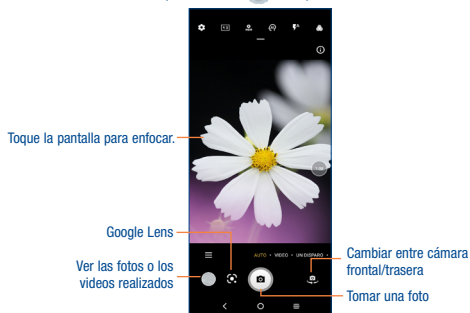 Toque la pantalla para enfocar.
Google Lens
AUTO • VIDEO • UN DISPARO •
Ver las fotos o los
videos realizados
Cambiar entre cámara
frontal/trasera
Tomar una foto